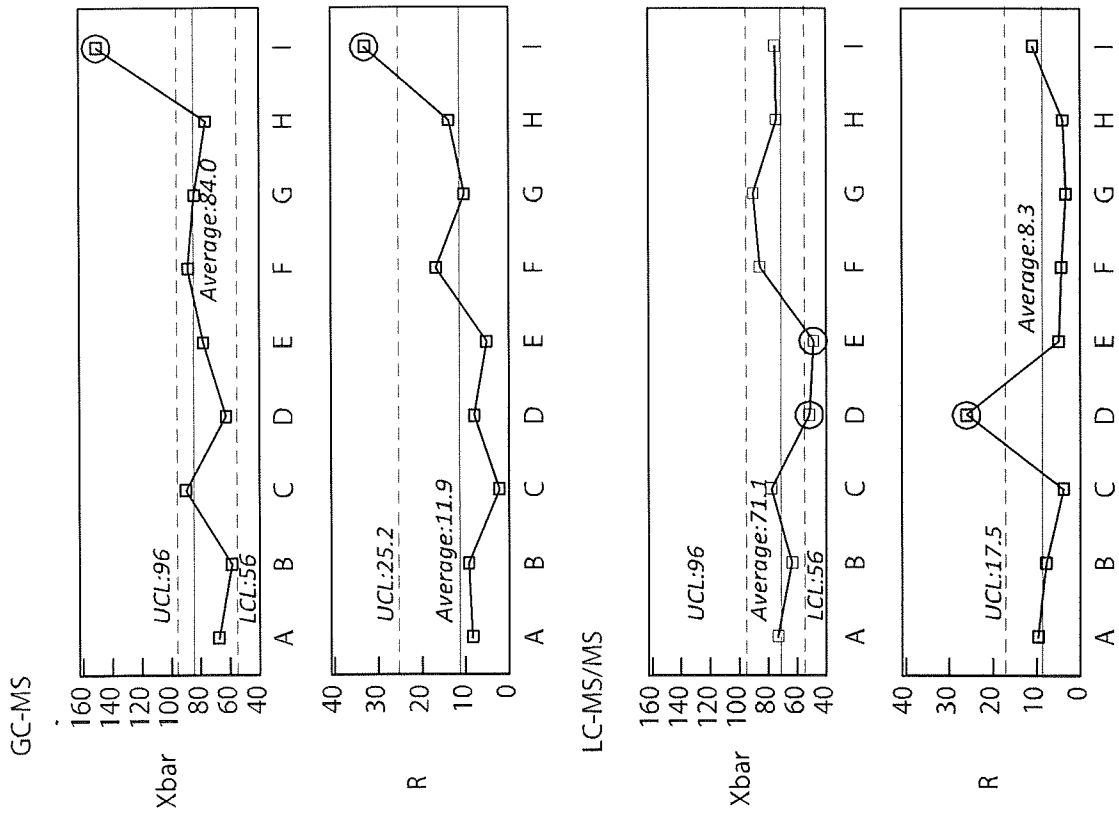 GC-MS
Xbar
160
140
120
100
80
60
40
UCL:96
Average:84.0
LCL:56
A B C D E F G H I
R
40
30
20
10
0
UCL:25.2
Average:11.9
A B C D E F G H I
LC-MS/MS
Xbar
160
140
120
100
80
60
40
UCL:96
Average:71.1
LCL:56
A B C D E F G H I
R
40
30
20
10
0
UCL:17.5
Average:8.3
A B C D E F G H I